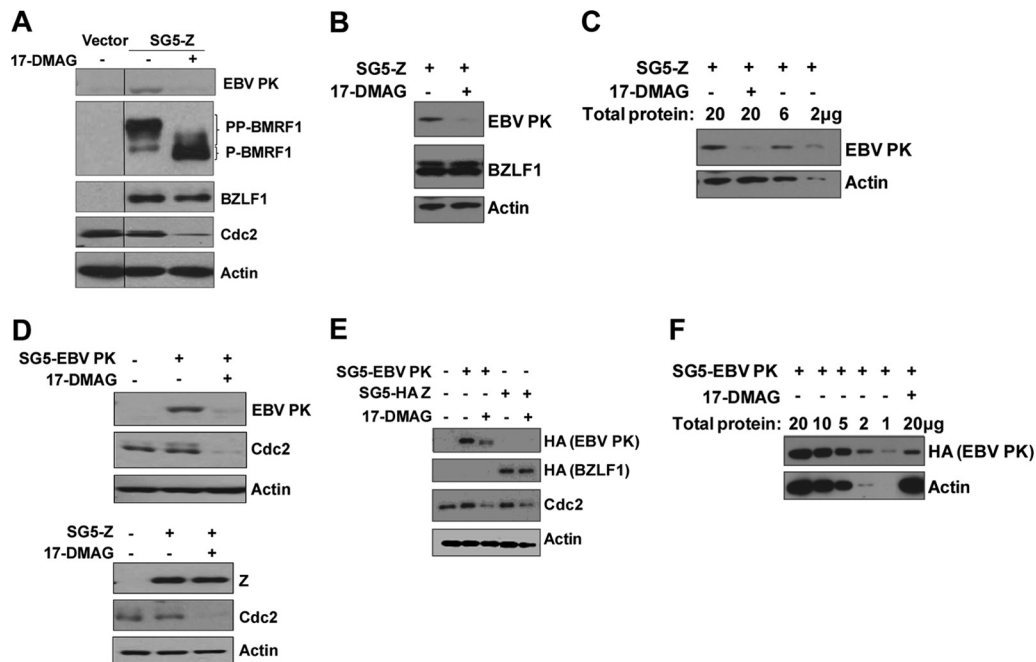 A
Vector SG5-Z
17-DMAG - - +
EBV PK
PP-BMRF1
P-BMRF1
BZLF1
Cdc2
Actin
B
SG5-Z + +
17-DMAG - +
EBV PK
BZLF1
Actin
C
SG5-Z + + + +
17-DMAG - + - -
Total protein: 20 20 6 2µg
EBV PK
Actin
D
SG5-EBV PK - + +
17-DMAG - - +
EBV PK
Cdc2
Actin
SG5-Z - + +
17-DMAG - - +
Z
Cdc2
Actin
E
SG5-EBV PK - + + - -
SG5-HA Z - - - + +
17-DMAG - - + - +
HA (EBV PK)
HA (BZLF1)
Cdc2
Actin
F
SG5-EBV PK + + + + + +
17-DMAG - - - - - +
Total protein: 20 10 5 2 1 20µg
HA (EBV PK)
Actin